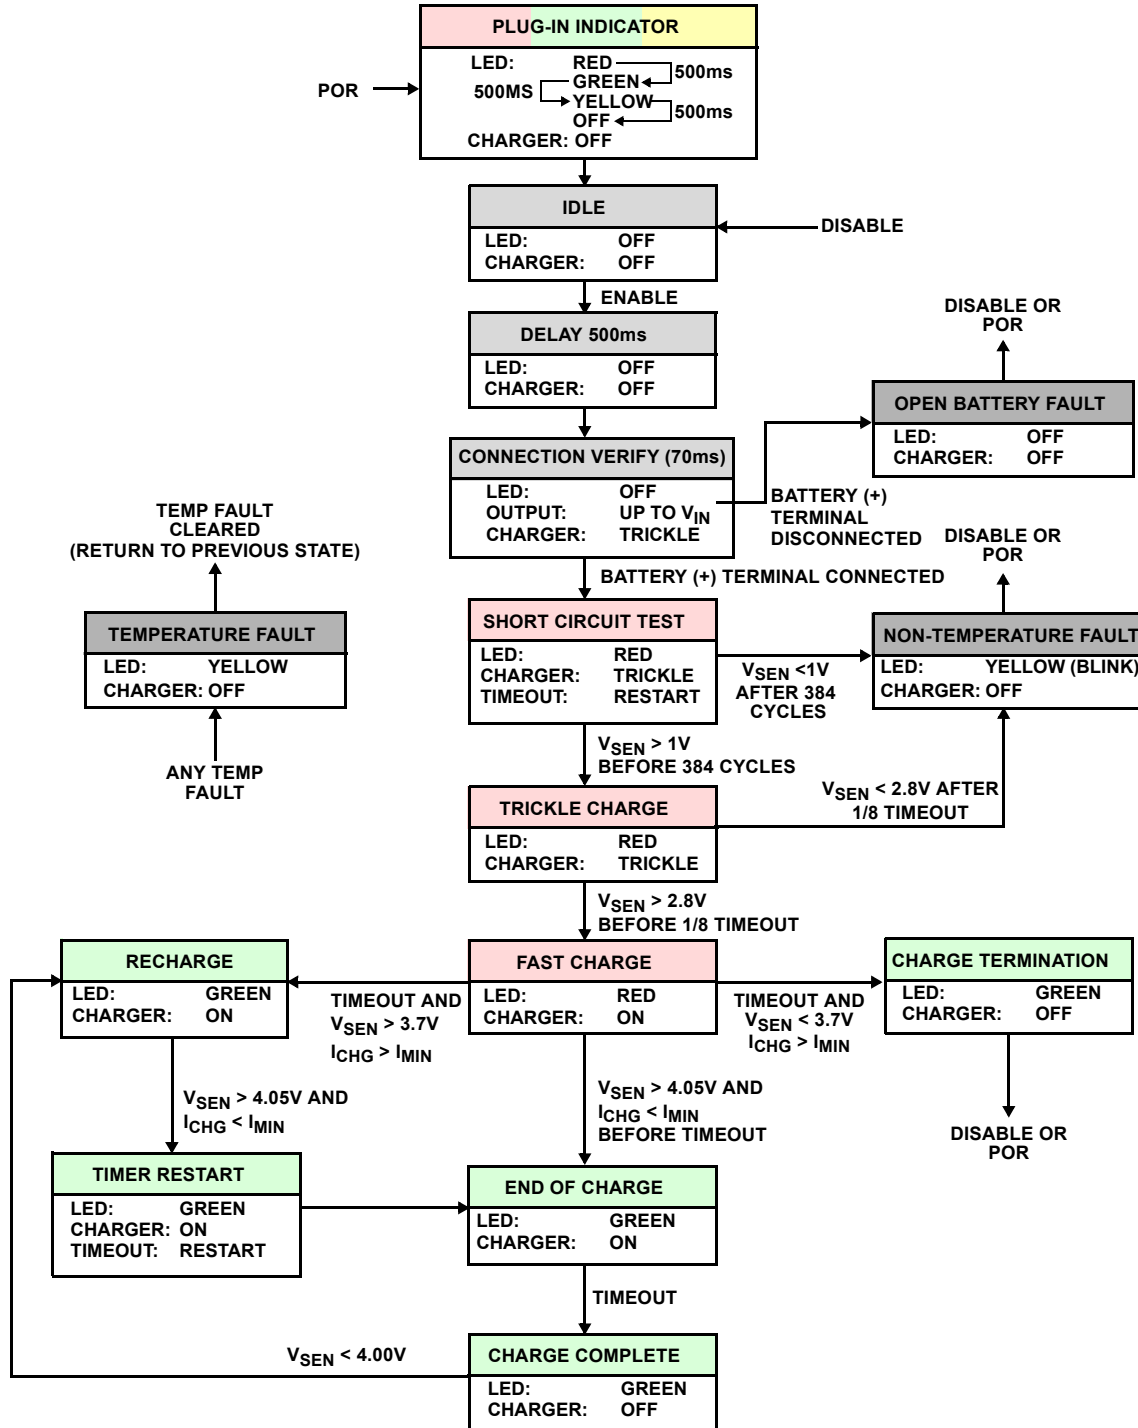 PLUG-IN INDICATOR
LED: RED
500ms
GREEN
500MS
YELLOW
500ms
OFF
CHARGER: OFF
POR
IDLE
LED: OFF
CHARGER: OFF
DISABLE
ENABLE
DELAY 500ms
LED: OFF
CHARGER: OFF
DISABLE OR
POR
OPEN BATTERY FAULT
LED: OFF
CHARGER: OFF
CONNECTION VERIFY (70ms)
LED: OFF
OUTPUT: UP TO VIN
CHARGER: TRICKLE
BATTERY (+)
TERMINAL
DISCONNECTED
BATTERY (+) TERMINAL CONNECTED
TEMP FAULT
CLEARED
(RETURN TO PREVIOUS STATE)
TEMPERATURE FAULT
LED: YELLOW
CHARGER: OFF
ANY TEMP
FAULT
SHORT CIRCUIT TEST
LED: RED
CHARGER: TRICKLE
TIMEOUT: RESTART
VSEN <1V
AFTER 384
CYCLES
DISABLE OR
POR
NON-TEMPERATURE FAULT
LED: YELLOW (BLINK)
CHARGER: OFF
VSEN > 1V
BEFORE 384 CYCLES
TRICKLE CHARGE
LED: RED
CHARGER: TRICKLE
VSEN < 2.8V AFTER
1/8 TIMEOUT
VSEN > 2.8V
BEFORE 1/8 TIMEOUT
RECHARGE
LED: GREEN
CHARGER: ON
TIMEOUT AND
VSEN > 3.7V
ICHG > IMIN
FAST CHARGE
LED: RED
CHARGER: ON
TIMEOUT AND
VSEN < 3.7V
ICHG > IMIN
CHARGE TERMINATION
LED: GREEN
CHARGER: OFF
DISABLE OR
POR
VSEN > 4.05V AND
ICHG < IMIN
VSEN > 4.05V AND
ICHG < IMIN
BEFORE TIMEOUT
TIMER RESTART
LED: GREEN
CHARGER: ON
TIMEOUT: RESTART
END OF CHARGE
LED: GREEN
CHARGER: ON
TIMEOUT
VSEN < 4.00V
CHARGE COMPLETE
LED: GREEN
CHARGER: OFF